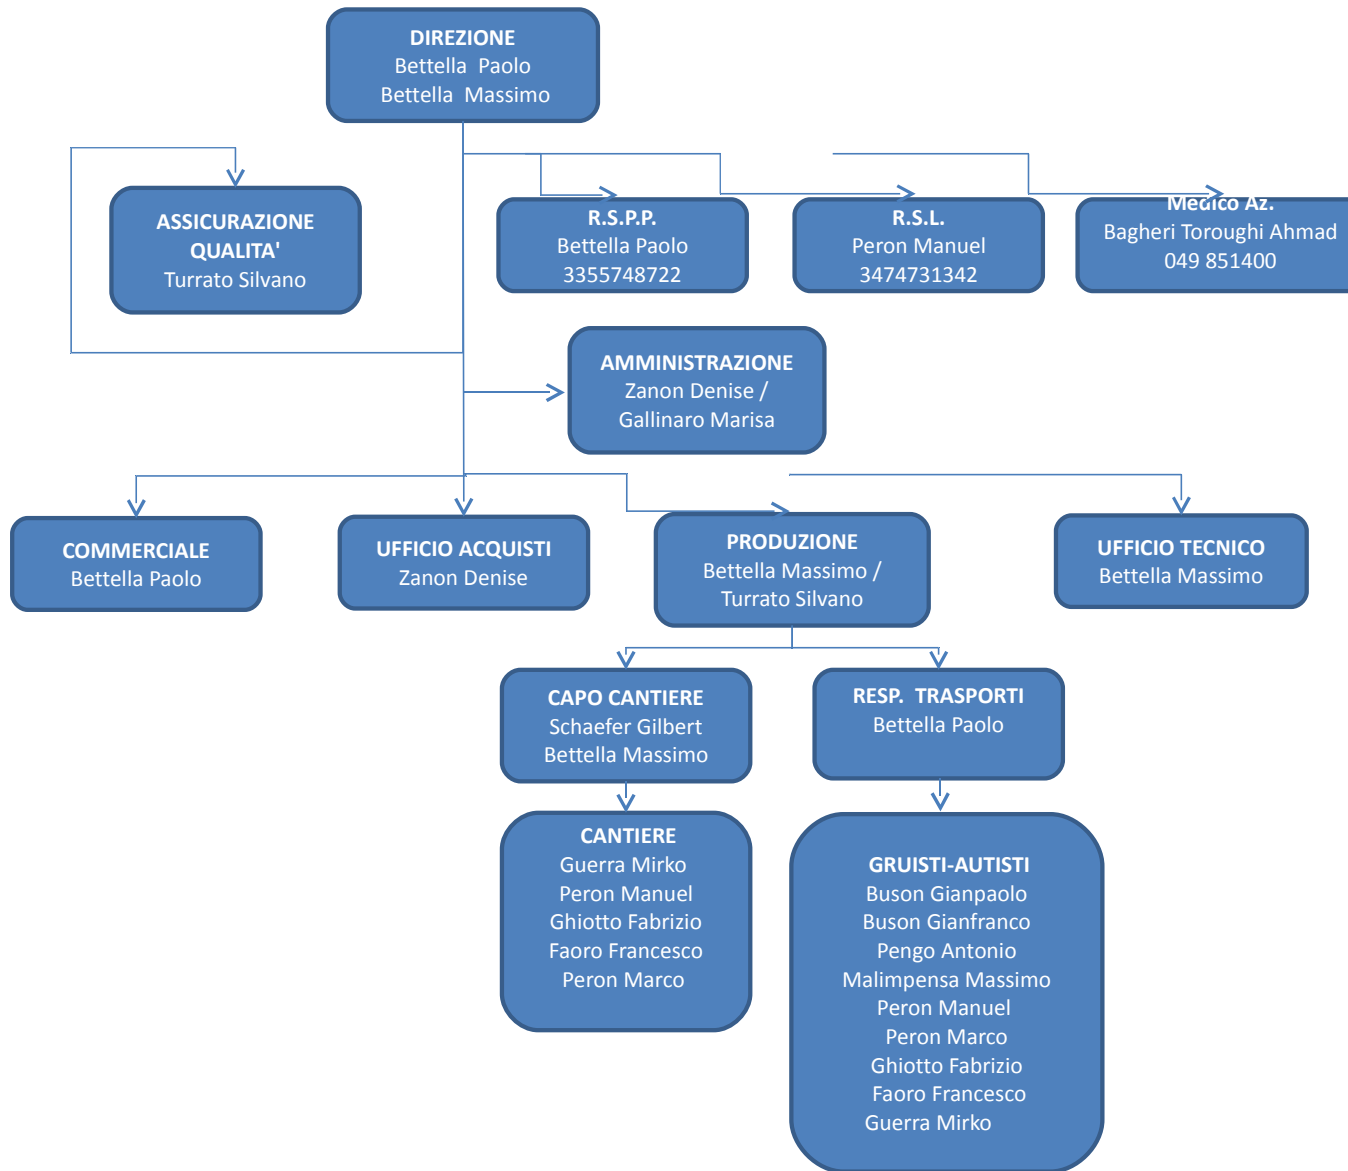 DIREZIONE
Bettella Paolo
Bettella Massimo
ASSICURAZIONE
QUALITA'
Turrato Silvano
R.S.P.P.
Bettella Paolo
3355748722
R.S.L.
Peron Manuel
3474731342
Medico Az.
Bagheri Toroughi Ahmad
049 851400
AMMINISTRAZIONE
Zanon Denise /
Gallinaro Marisa
COMMERCIALE
Bettella Paolo
UFFICIO ACQUISTI
Zanon Denise
PRODUZIONE
Bettella Massimo /
Turrato Silvano
UFFICIO TECNICO
Bettella Massimo
CAPO CANTIERE
Schaefer Gilbert
Bettella Massimo
RESP. TRASPORTI
Bettella Paolo
CANTIERE
Guerra Mirko
Peron Manuel
Ghiotto Fabrizio
Faoro Francesco
Peron Marco
GRUISTI-AUTISTI
Buson Gianpaolo
Buson Gianfranco
Pengo Antonio
Malimpensa Massimo
Peron Manuel
Peron Marco
Ghiotto Fabrizio
Faoro Francesco
Guerra Mirko